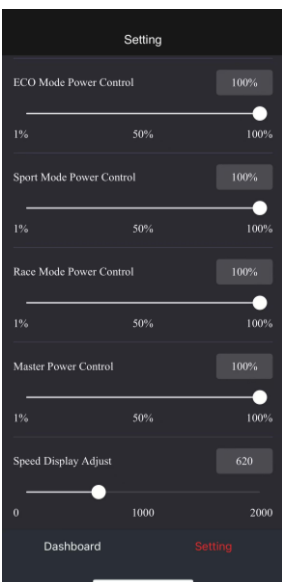 Setting
ECO Mode Power Control 100%
1% 50% 100%
Sport Mode Power Control 100%
1% 50% 100%
Race Mode Power Control 100%
1% 50% 100%
Master Power Control 100%
1% 50% 100%
Speed Display Adjust 620
0 1000 2000
Dashboard Setting